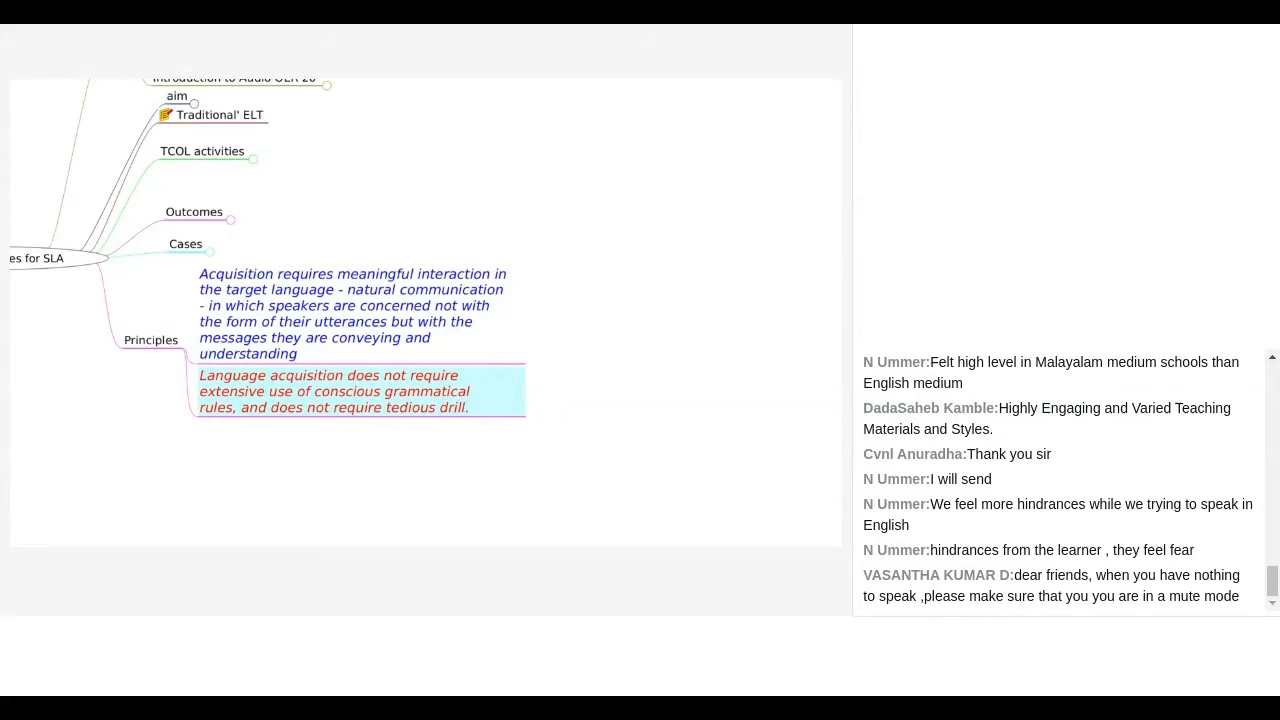 Introduction to Audio OER 20
aim
Traditional' ELT
TCOL activities
Outcomes
Cases
es for SLA
Acquisition requires meaningful interaction in
the target language - natural communication
- in which speakers are concerned not with
the form of their utterances but with the
messages they are conveying and
understanding
Principles
Language acquisition does not require
extensive use of conscious grammatical
rules, and does not require tedious drill.
N Ummer:Felt high level in Malayalam medium schools than
English medium
DadaSaheb Kamble:Highly Engaging and Varied Teaching
Materials and Styles.
Cvnl Anuradha:Thank you sir
N Ummer:I will send
N Ummer:We feel more hindrances while we trying to speak in
English
N Ummer:hindrances from the learner , they feel fear
VASANTHA KUMAR D:dear friends, when you have nothing
to speak ,please make sure that you you are in a mute mode